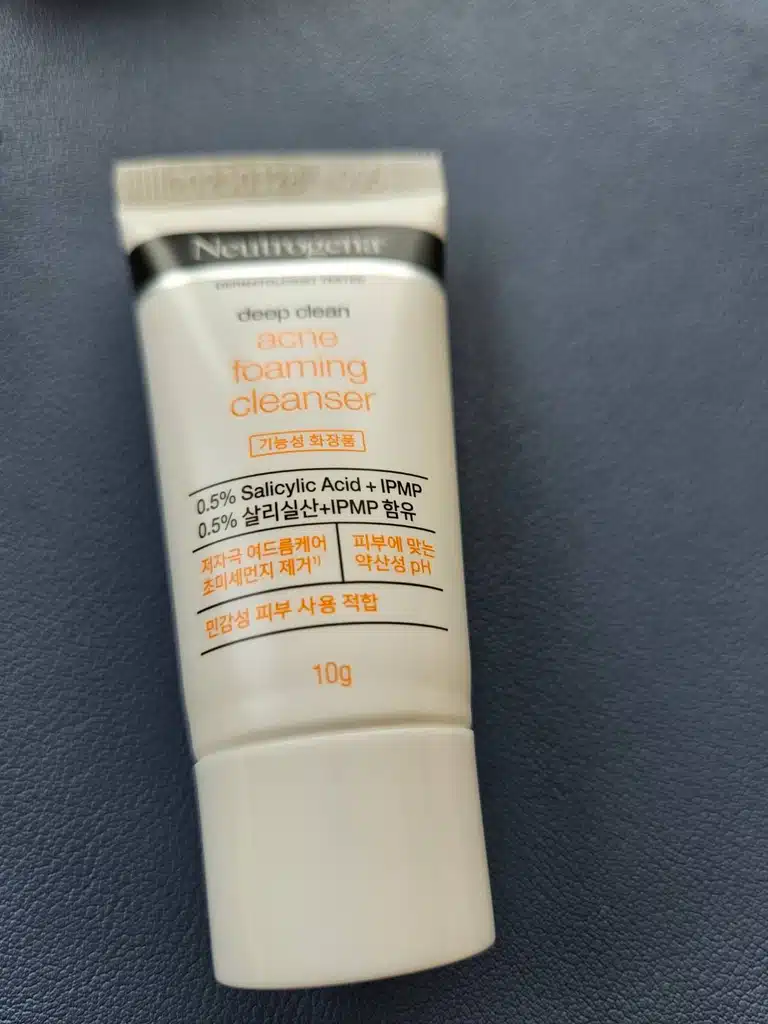 Neutrogena
DERMATOLOGIST TESTED
deep clean
acne
foaming
cleanser
기능성 화장품
0.5% Salicylic Acid + IPMP
0.5% 살리실산+IPMP 함유
저자극 여드름케어
초미세먼지 제거¹⁾
피부에 맞는
약산성 pH
민감성 피부 사용 적합
10g